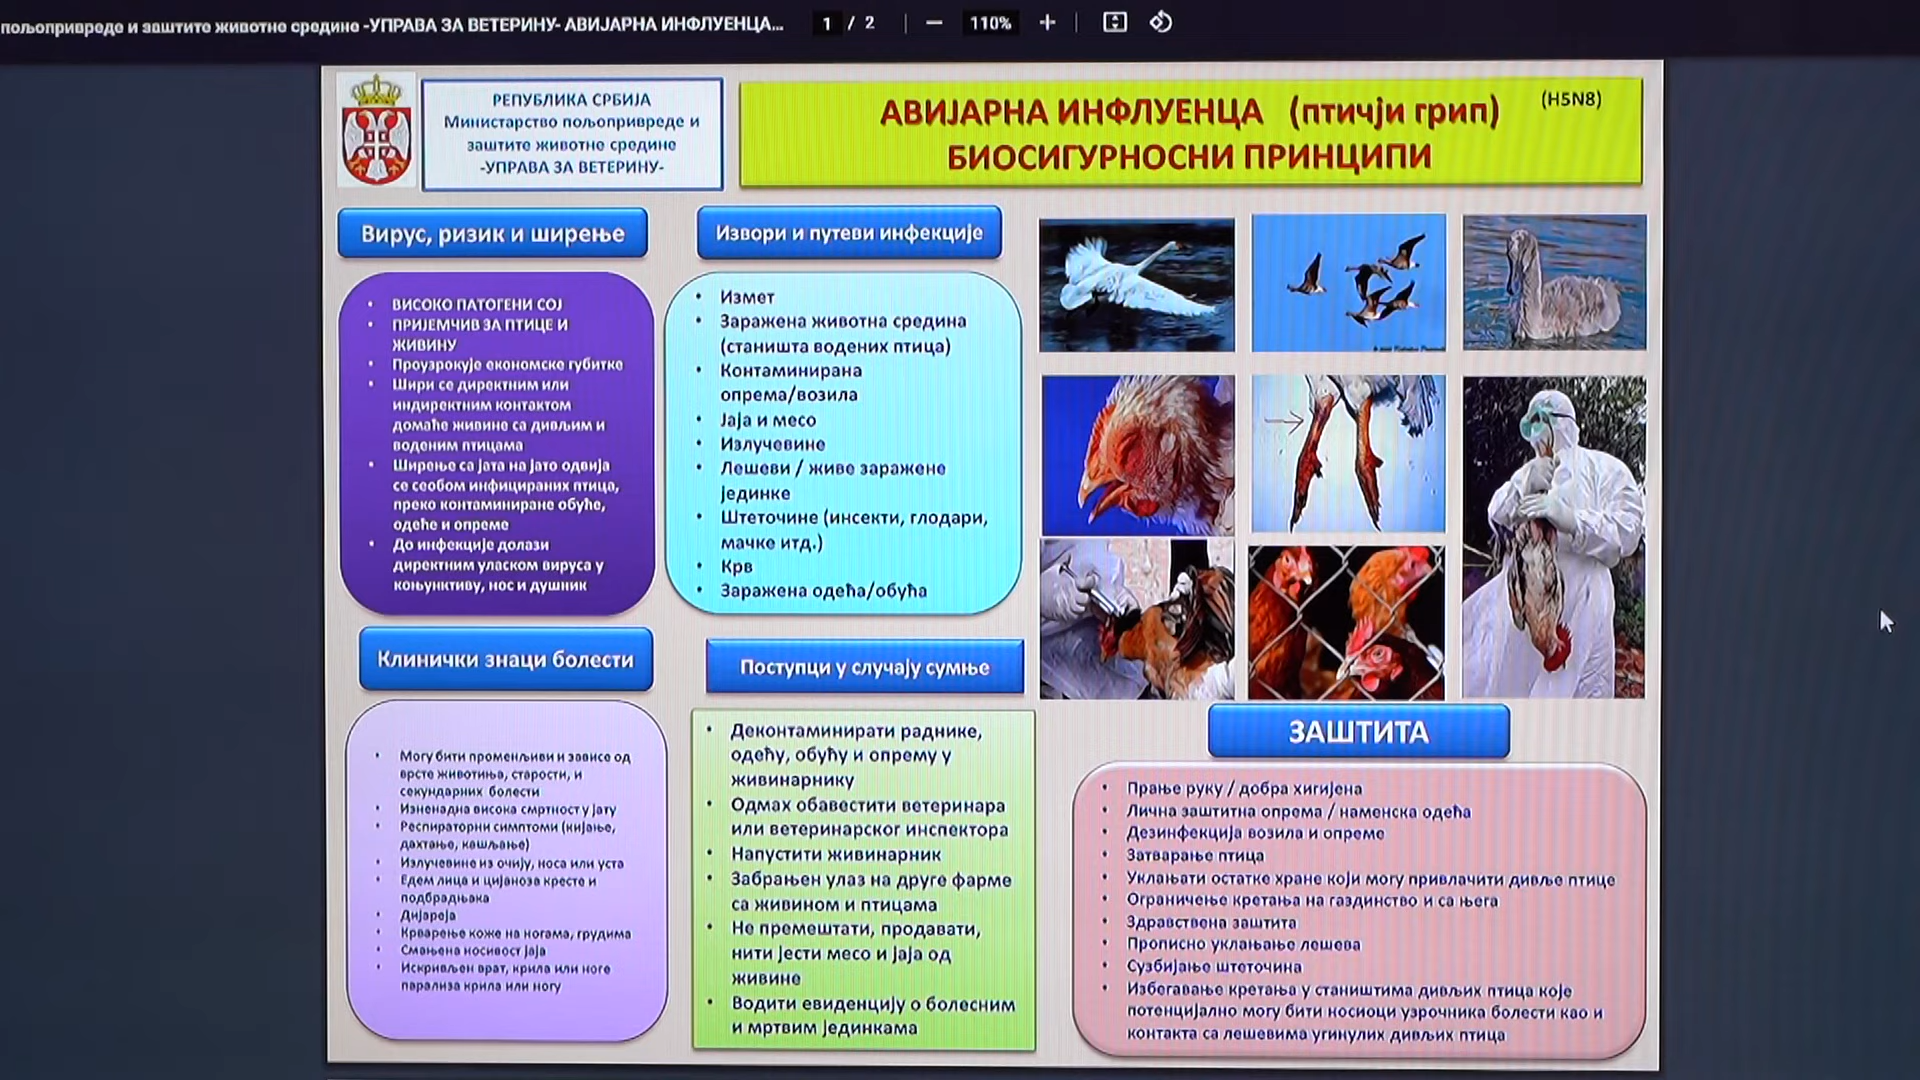 пољопривреде и заштите животне средине -УПРАВА ЗА ВЕТЕРИНУ- АВИЈАРНА ИНФЛУЕНЦА...
1 / 2
110%
РЕПУБЛИКА СРБИЈА
Министарство пољопривреде и
заштите животне средине
-УПРАВА ЗА ВЕТЕРИНУ-
АВИЈАРНА ИНФЛУЕНЦА (птичји грип) (H5N8)
БИОСИГУРНОСНИ ПРИНЦИПИ
Вирус, ризик и ширење
• ВИСОКО ПАТОГЕНИ СОЈ
• ПРИЈЕМЧИВ ЗА ПТИЦЕ И
ЖИВИНУ
• Проузрокује економске губитке
• Шири се директним или
индиректним контактом
домаће живине са дивљим и
воденим птицама
• Ширење са јата на јато одвија
се сеобом инфицираних птица,
преко контаминиране обуће,
одеће и опреме
• До инфекције долази
директним уласком вируса у
коњунктиву, нос и душник
Извори и путеви инфекције
• Измет
• Заражена животна средина
(станишта водених птица)
• Контаминирана
опрема/возила
• Јаја и месо
• Излучевине
• Лешеви / живе заражене
јединке
• Штеточине (инсекти, глодари,
мачке итд.)
• Крв
• Заражена одећа/обућа
Клинички знаци болести
• Могу бити променљиви и зависе од
врсте животиња, старости, и
секундарних болести
• Изненадна висока смртност у јату
• Респираторни симптоми (кијање,
дахтање, кашљање)
• Излучевине из очију, носа или уста
• Едем лица и цијаноза кресте и
подбрадњака
• Дијареја
• Крварење коже на ногама, грудима
• Смањена носивост јаја
• Искривљен врат, крила или ноге
парализа крила или ногу
Поступци у случају сумње
• Деконтаминирати раднике,
одећу, обућу и опрему у
живинарнику
• Одмах обавестити ветеринара
или ветеринарског инспектора
• Напустити живинарник
• Забрањен улаз на друге фарме
са живином и птицама
• Не премештати, продавати,
нити јести месо и јаја од
живине
• Водити евиденцију о болесним
и мртвим јединкама
ЗАШТИТА
• Прање руку / добра хигијена
• Лична заштитна опрема / наменска одећа
• Дезинфекција возила и опреме
• Затварање птица
• Уклањати остатке хране који могу привлачити дивље птице
• Ограничење кретања на газдинство и са њега
• Здравствена заштита
• Прописно уклањање лешева
• Сузбијање штеточина
• Избегавање кретања у стаништима дивљих птица које
потенцијално могу бити носиоци узрочника болести као и
контакта са лешевима угинулих дивљих птица